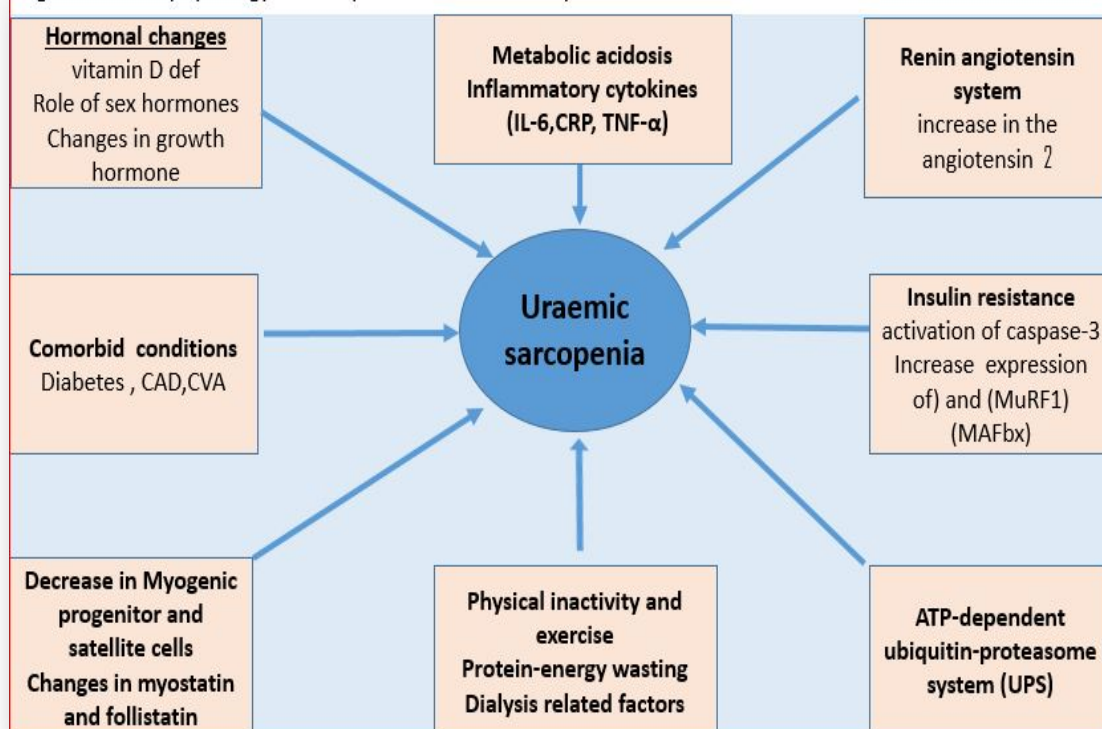 Hormonal changes
vitamin D def
Role of sex hormones
Changes in growth
hormone
Metabolic acidosis
Inflammatory cytokines
(IL-6,CRP, TNF-α)
Renin angiotensin
system
increase in the
angiotensin 2
Comorbid conditions
Diabetes , CAD,CVA
Uraemic
sarcopenia
Insulin resistance
activation of caspase-3
Increase expression
of) and (MuRF1)
(MAFbx)
Decrease in Myogenic
progenitor and
satellite cells
Changes in myostatin
and follistatin
Physical inactivity and
exercise
Protein-energy wasting
Dialysis related factors
ATP-dependent
ubiquitin-proteasome
system (UPS)